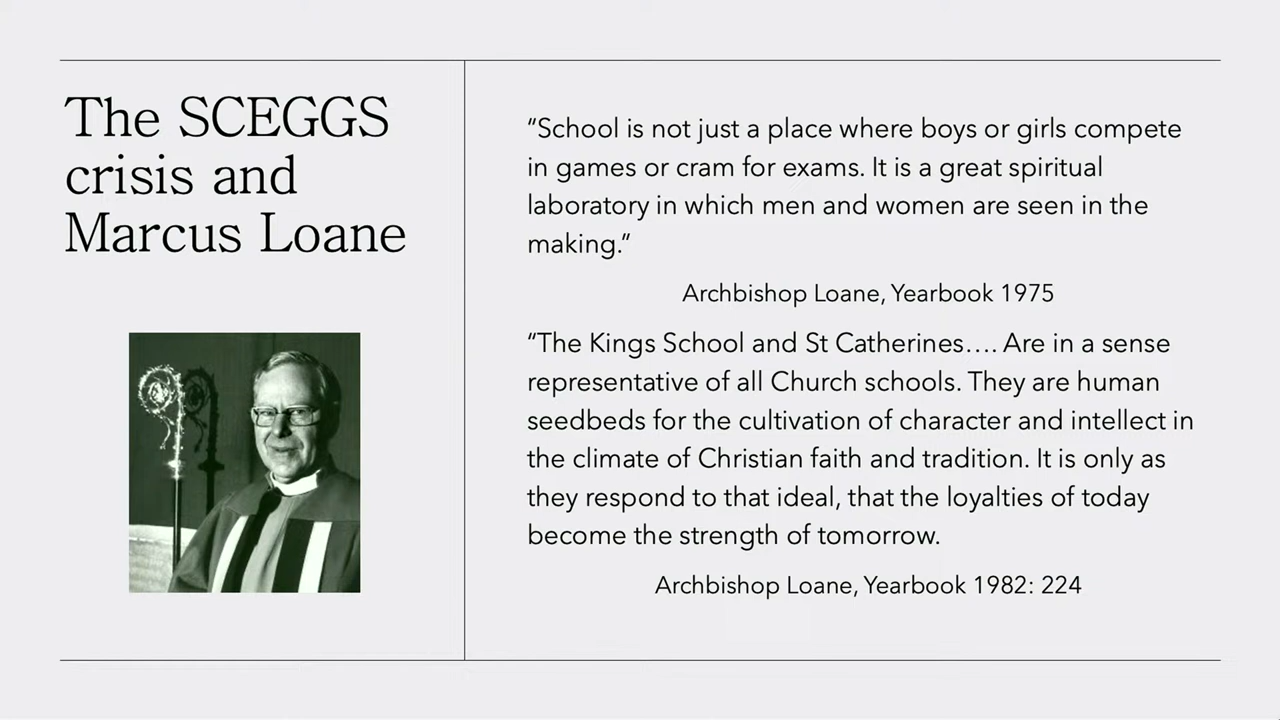 The SCEGGS
crisis and
Marcus Loane
“School is not just a place where boys or girls compete
in games or cram for exams. It is a great spiritual
laboratory in which men and women are seen in the
making.”
Archbishop Loane, Yearbook 1975
“The Kings School and St Catherines…. Are in a sense
representative of all Church schools. They are human
seedbeds for the cultivation of character and intellect in
the climate of Christian faith and tradition. It is only as
they respond to that ideal, that the loyalties of today
become the strength of tomorrow.
Archbishop Loane, Yearbook 1982: 224